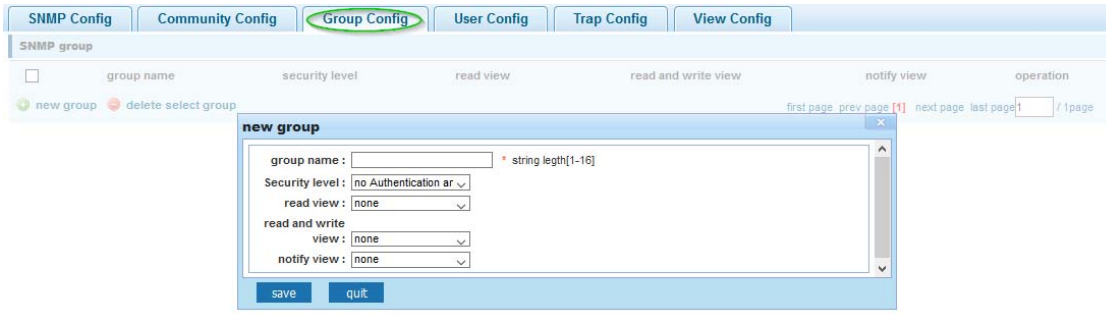 SNMP Config Community Config Group Config User Config Trap Config View Config
SNMP group
group name security level read view read and write view notify view operation
new group delete select group first page prev page [1] next page last page 1 / 1page
new group
group name : * string legth[1-16]
Security level : no Authentication ar
read view : none
read and write
view : none
notify view : none
save quit